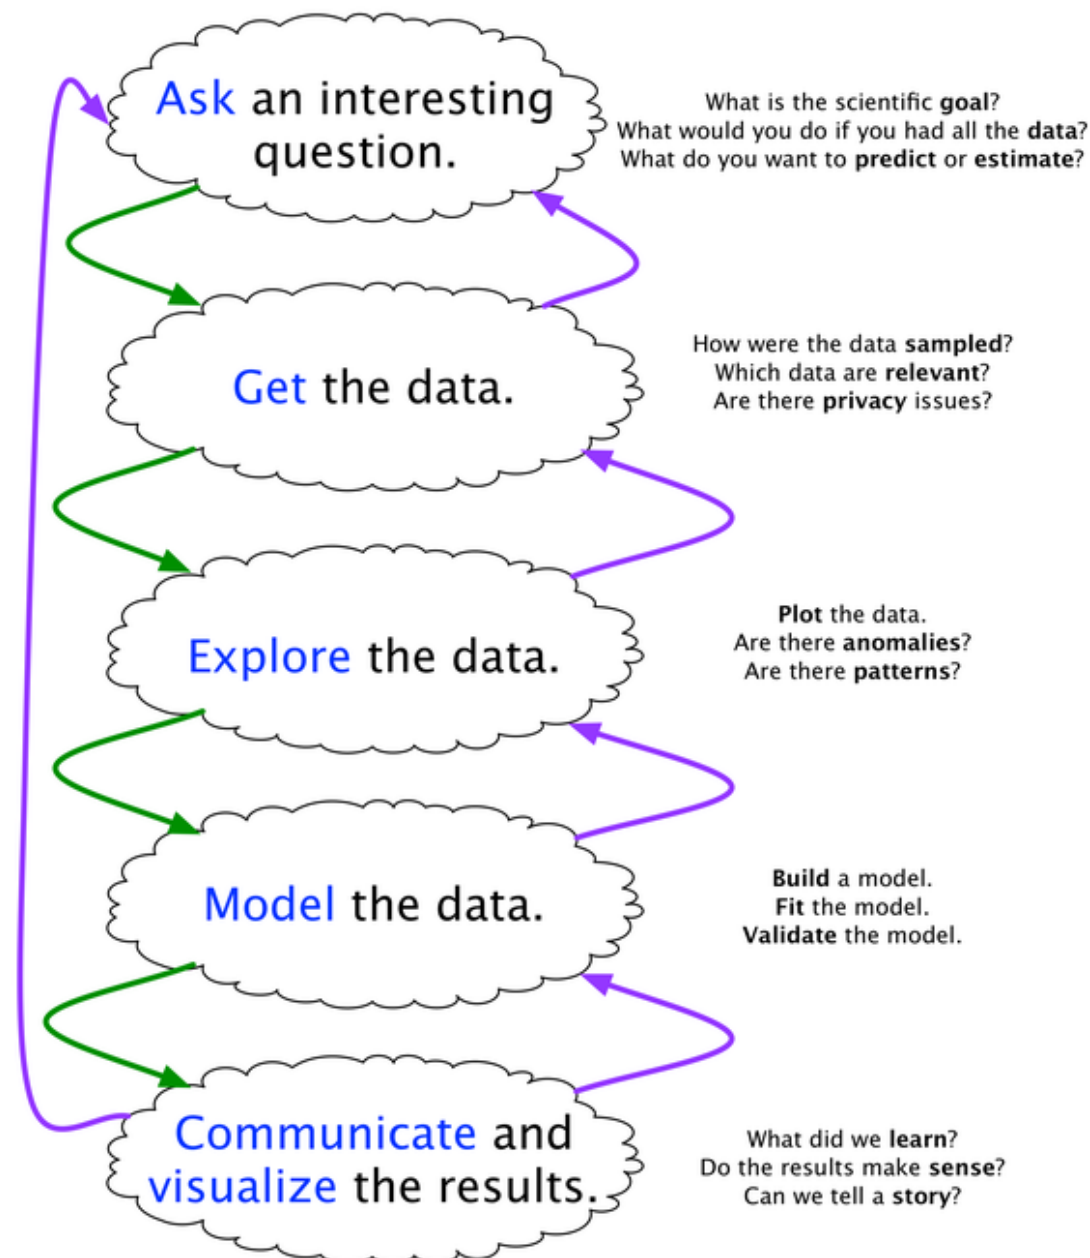 Ask an interesting
question.
What is the scientific goal?
What would you do if you had all the data?
What do you want to predict or estimate?
Get the data.
How were the data sampled?
Which data are relevant?
Are there privacy issues?
Explore the data.
Plot the data.
Are there anomalies?
Are there patterns?
Model the data.
Build a model.
Fit the model.
Validate the model.
Communicate and
visualize the results.
What did we learn?
Do the results make sense?
Can we tell a story?